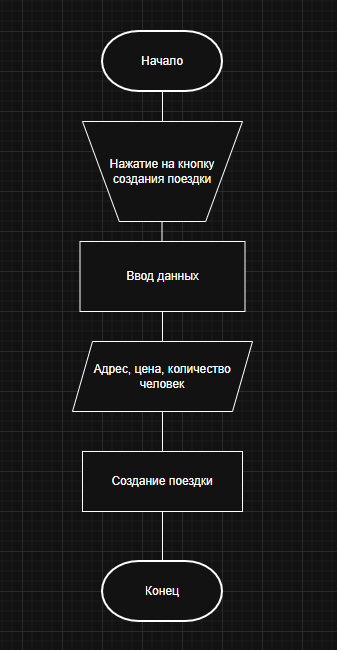 Начало
Нажатие на кнопку
создания поездки
Ввод данных
Адрес, цена, количество
человек
Создание поездки
Конец